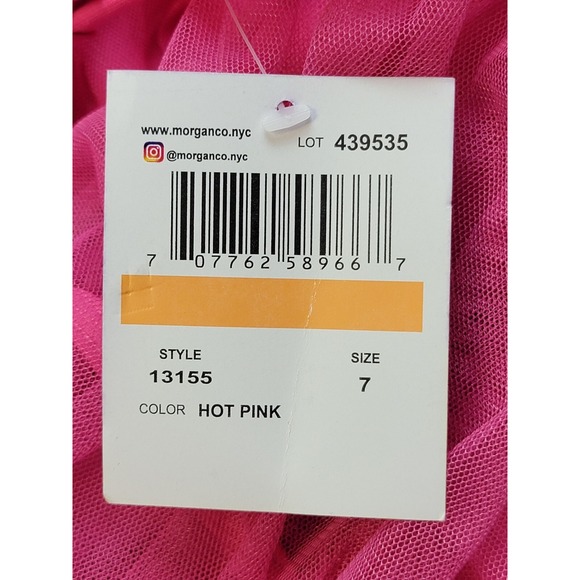 www.morganco.nyc
@morganco.nyc
LOT 439535
7 07762 58966 7
STYLE SIZE
13155 7
COLOR HOT PINK